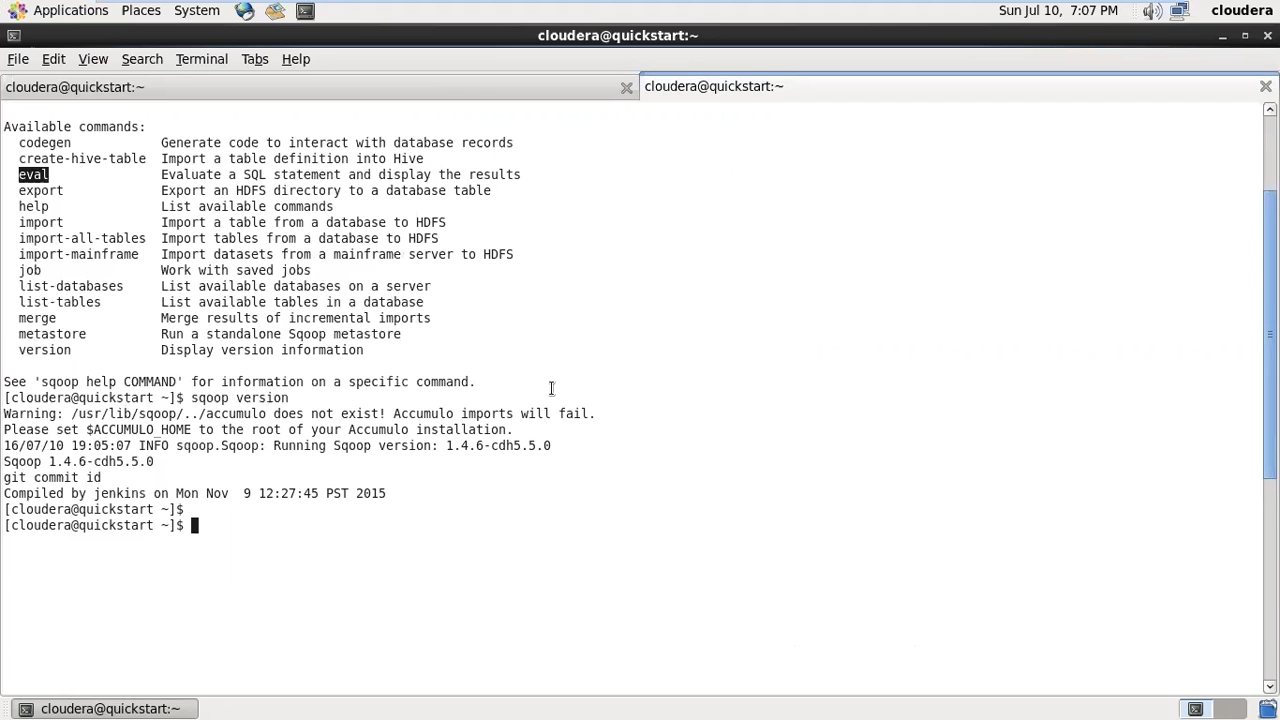 Applications Places System Sun Jul 10, 7:07 PM cloudera
cloudera@quickstart:~
File Edit View Search Terminal Tabs Help
cloudera@quickstart:~ cloudera@quickstart:~
Available commands:
codegen Generate code to interact with database records
create-hive-table Import a table definition into Hive
eval Evaluate a SQL statement and display the results
export Export an HDFS directory to a database table
help List available commands
import Import a table from a database to HDFS
import-all-tables Import tables from a database to HDFS
import-mainframe Import datasets from a mainframe server to HDFS
job Work with saved jobs
list-databases List available databases on a server
list-tables List available tables in a database
merge Merge results of incremental imports
metastore Run a standalone Sqoop metastore
version Display version information
See 'sqoop help COMMAND' for information on a specific command.
[cloudera@quickstart ~]$ sqoop version
Warning: /usr/lib/sqoop/../accumulo does not exist! Accumulo imports will fail.
Please set $ACCUMULO_HOME to the root of your Accumulo installation.
16/07/10 19:05:07 INFO sqoop.Sqoop: Running Sqoop version: 1.4.6-cdh5.5.0
Sqoop 1.4.6-cdh5.5.0
git commit id
Compiled by jenkins on Mon Nov  9 12:27:45 PST 2015
[cloudera@quickstart ~]$
[cloudera@quickstart ~]$
cloudera@quickstart:~